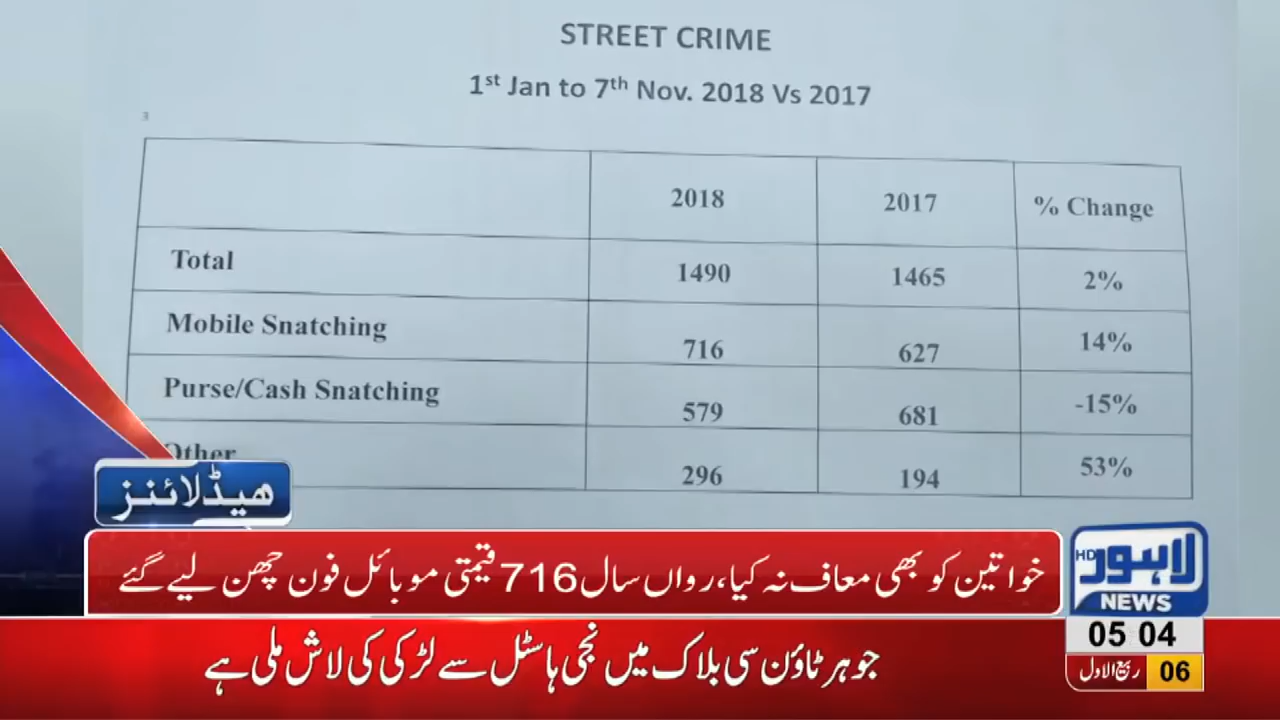 STREET CRIME
1st Jan to 7th Nov. 2018 Vs 2017
3
2018 2017 % Change
Total 1490 1465 2%
Mobile Snatching 716 627 14%
Purse/Cash Snatching 579 681 -15%
Other 296 194 53%
ہیڈلائنز
خواتین کو بھی معاف نہ کیا، رواں سال 716 قیمتی موبائل فون چھن لیے گئے
لاہور HD
NEWS
05 04
جوہر ٹاؤن سی بلاک میں نجی ہاسٹل سے لڑکی کی لاش ملی ہے
06 ربیع الاول